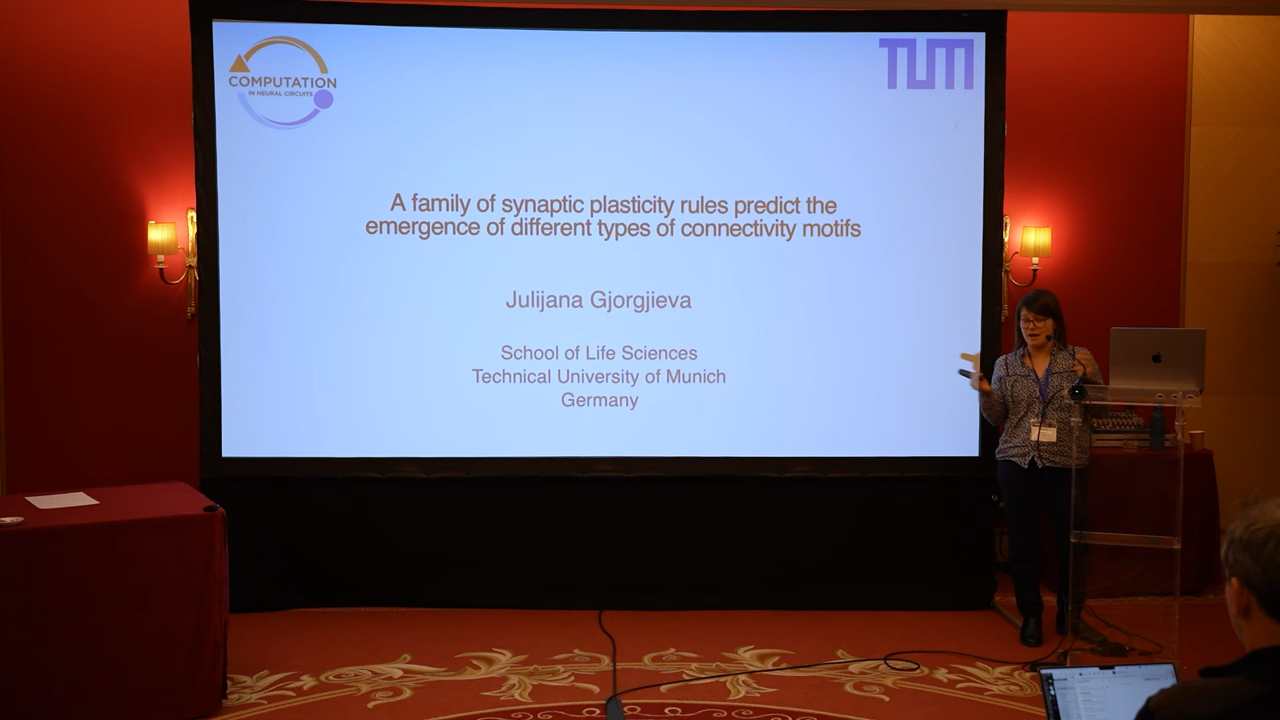 COMPUTATION
IN NEURAL CIRCUITS
TUM
A family of synaptic plasticity rules predict the
emergence of different types of connectivity motifs
Julijana Gjorgjieva
School of Life Sciences
Technical University of Munich
Germany